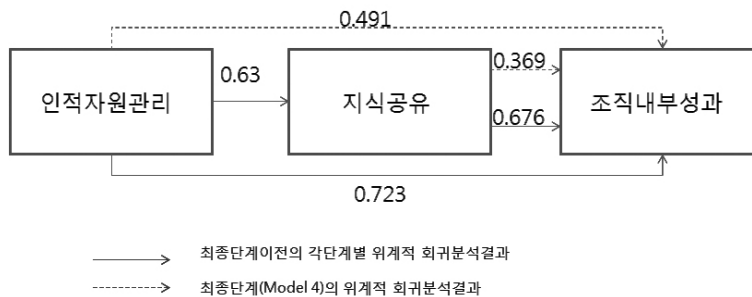 0.491
0.63
0.369
인적자원관리
지식공유
조직내부성과
0.676
0.723
최종단계이전의 각단계별 위계적 회귀분석결과
최종단계(Model 4)의 위계적 회귀분석결과